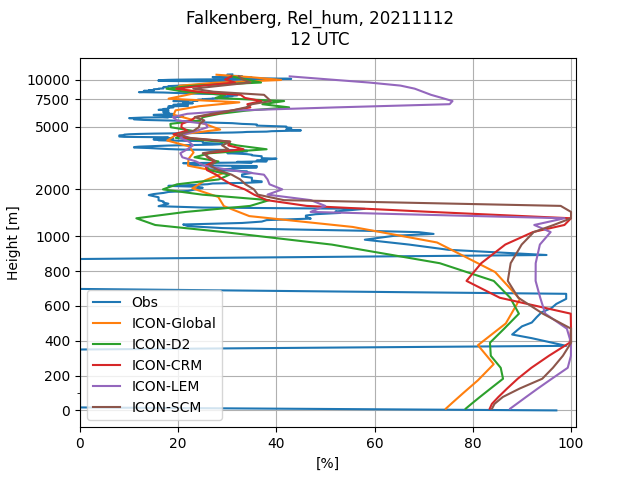 Falkenberg, Rel_hum, 20211112
12 UTC
10000
7500
5000
2000
1000
800
600
400
200
0
Height [m]
Obs
ICON-Global
ICON-D2
ICON-CRM
ICON-LEM
ICON-SCM
0 20 40 60 80 100
[%]